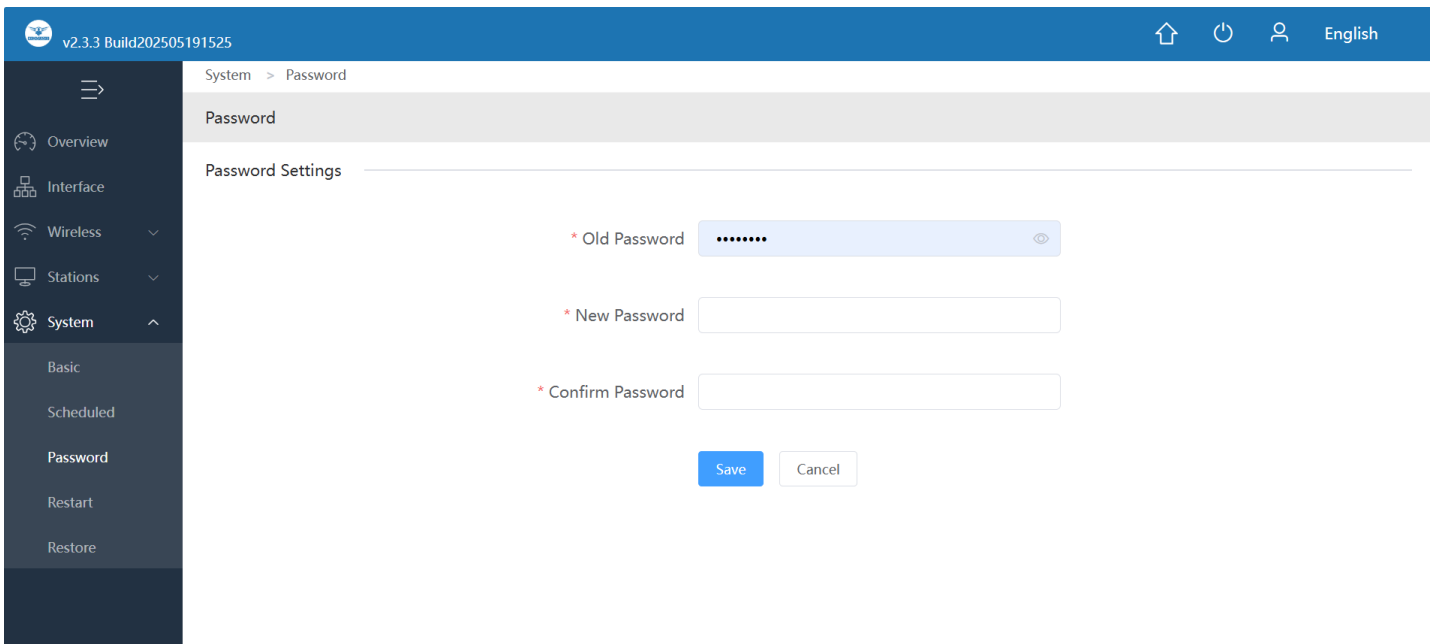 v2.3.3 Build202505191525
English
System > Password
Password
Overview
Interface
Wireless
Stations
System
Basic
Scheduled
Password
Restart
Restore
Password Settings
* Old Password ••••••••
* New Password
* Confirm Password
Save Cancel